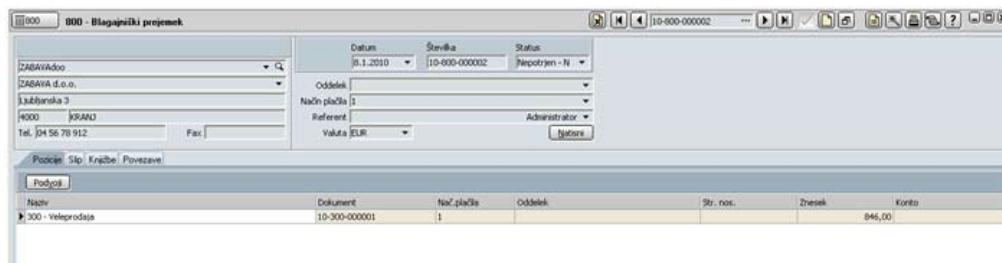 800 800 - Blagajniški prejemek 10-800-000002 ... ?
Datum Številka Status
ZABAVAdoo 8.1.2010 10-800-000002 Nepotrjen - N
ZABAVA d.o.o. Oddelek
Ljubljanska 3 Način plačila 1
4000 KRANJ Referent Administrator
Tel. 04 56 78 912 Fax Valuta EUR Natisni
Pozicije Slip Knjižbe Povezave
Podvoji
Naziv Dokument Nač.plačila Oddelek Str. nos. Znesek Konto
300 - Veleprodaja 10-300-000001 1 846,00